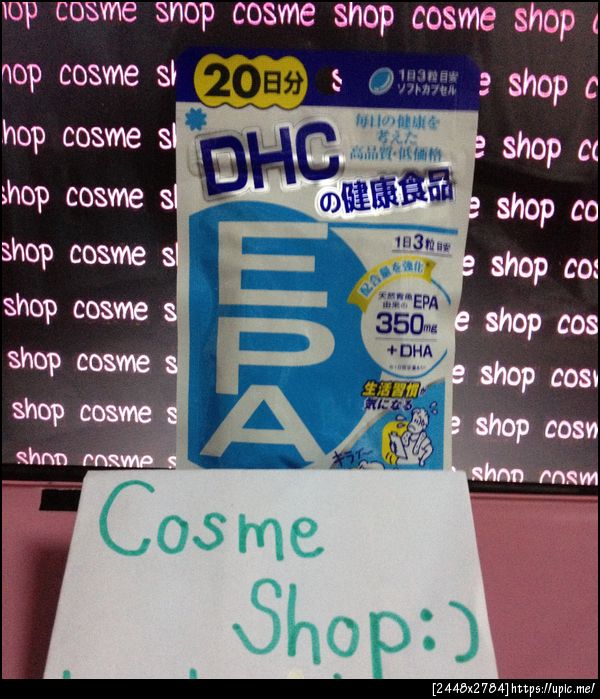 cosme shop cosme shop cosme shop
20日分
1日3粒目安
ソフトカプセル
毎日の健康を
考えた
高品質・低価格
DHC
の健康食品
1日3粒目安
配合量を強化
天然青魚
由来の EPA
350mg
+DHA
EPA
生活習慣が
気になる
キライ
Cosme
Shop:)
[2448x2784]https://upic.me/